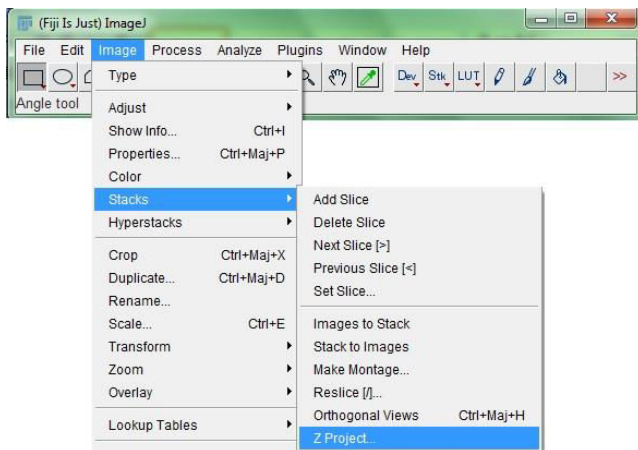 (Fiji Is Just) ImageJ
File Edit Image Process Analyze Plugins Window Help
Dev Stk LUT >>
Angle tool
Type
Adjust
Show Info... Ctrl+I
Properties... Ctrl+Maj+P
Color
Stacks
Hyperstacks
Crop Ctrl+Maj+X
Duplicate... Ctrl+Maj+D
Rename...
Scale... Ctrl+E
Transform
Zoom
Overlay
Lookup Tables
Add Slice
Delete Slice
Next Slice [>]
Previous Slice [<]
Set Slice...
Images to Stack
Stack to Images
Make Montage...
Reslice [/]...
Orthogonal Views Ctrl+Maj+H
Z Project...